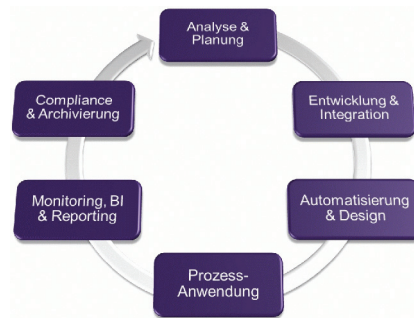 Analyse &
Planung
Entwicklung &
Integration
Automatisierung
& Design
Prozess-
Anwendung
Monitoring, BI
& Reporting
Compliance
& Archivierung